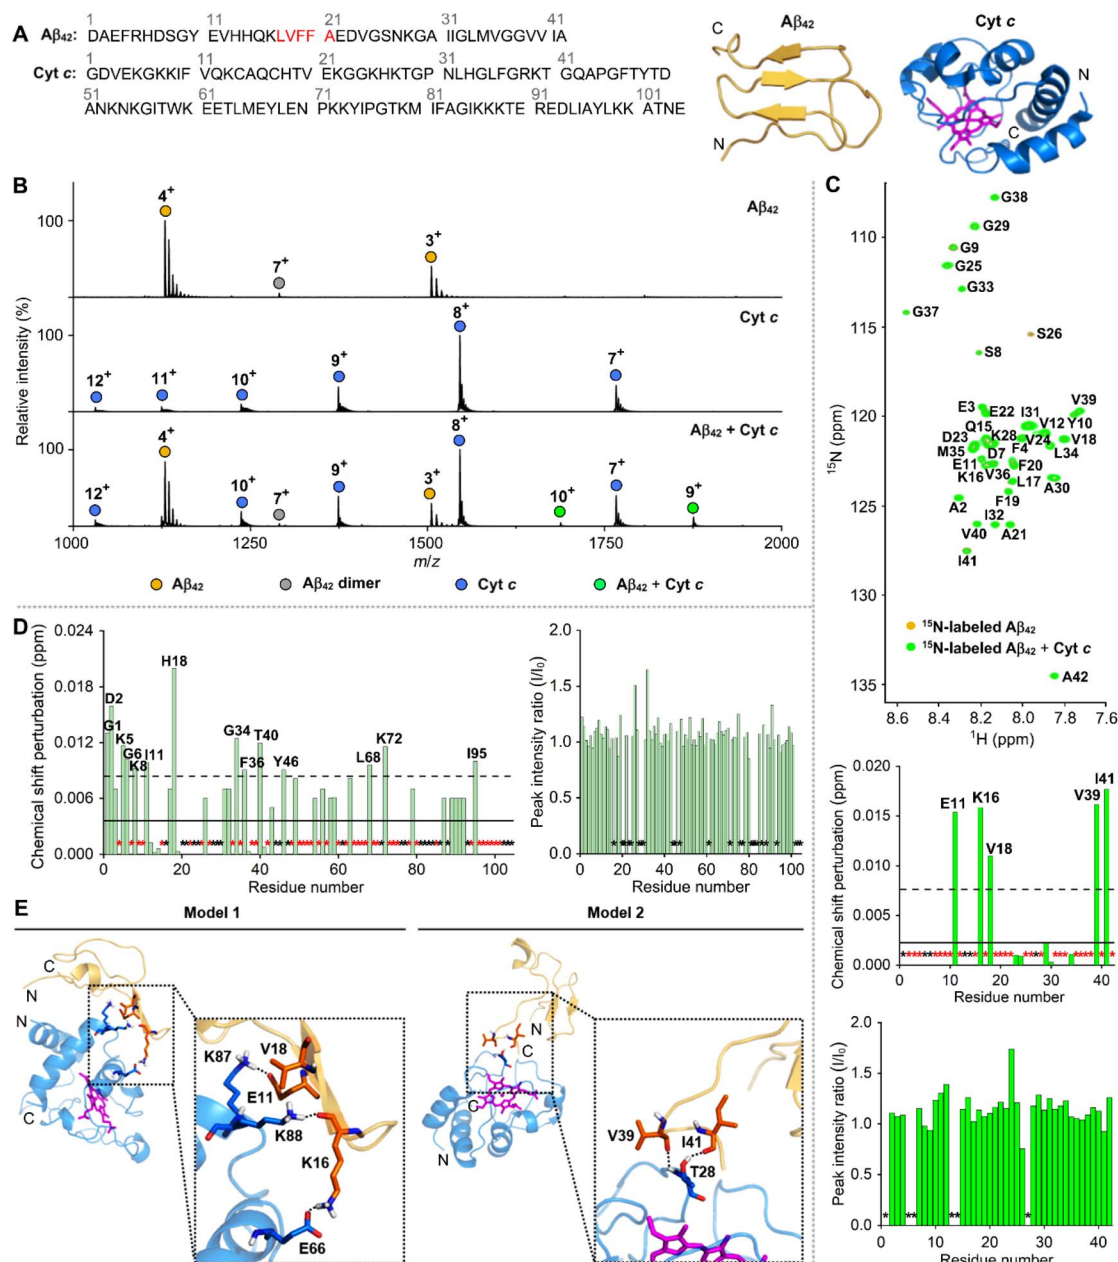 A
1 11 21 31 41
Aβ42: DAEFRHDSGY EVHHQKLVFF AEDVGSNKGA IIGLMVGGVV IA
1 11 21 31 41
Cyt c: GDVEKGKKIF VQKCAQCHTV EKGGKHKTGP NLHGLFGRKT GQAPGFTYTD
51 61 71 81 91 101
ANKNKGITWK EETLMEYLEN PKKYIPGTKM IFAGIKKKTE REDLIAYLKK ATNE
Aβ42
C
N
Cyt c
N
C
B
Relative intensity (%)
100
4+
7+
3+
Aβ42
100
12+ 11+ 10+ 9+ 8+ 7+
Cyt c
100
12+ 4+ 10+ 7+ 9+ 3+ 8+ 10+ 7+ 9+
Aβ42 + Cyt c
1000 1250 1500 1750 2000
m/z
Aβ42 Aβ42 dimer Cyt c Aβ42 + Cyt c
C
15N (ppm)
110
115
120
125
130
135
G38
G29
G9
G25
G33
G37
S26
S8
E3
E22
I31
V39
Q15
K28
V12
Y10
D23
F4
V24
V18
M35
D7
L34
E11
V36
F20
K16
L17
A30
A2
F19
I32
V40
A21
I41
15N-labeled Aβ42
15N-labeled Aβ42 + Cyt c
A42
8.6 8.4 8.2 8.0 7.8 7.6
1H (ppm)
Chemical shift perturbation (ppm)
0.020
0.015
0.010
0.005
0.000
E11
K16
V18
V39
I41
0 10 20 30 40
Residue number
Peak intensity ratio (I/I0)
2.0
1.5
1.0
0.5
0.0
0 10 20 30 40
Residue number
D
Chemical shift perturbation (ppm)
0.024
0.018
0.012
0.006
0.000
H18
D2
G1
K5
G6
K8
I11
G34
F36
T40
Y46
L68
K72
I95
0 20 40 60 80 100
Residue number
Peak intensity ratio (I/I0)
2.0
1.5
1.0
0.5
0.0
0 20 40 60 80 100
Residue number
E
Model 1
C
N
N
C
K87
V18
E11
K88
K16
E66
Model 2
N
C
C
N
V39
I41
T28